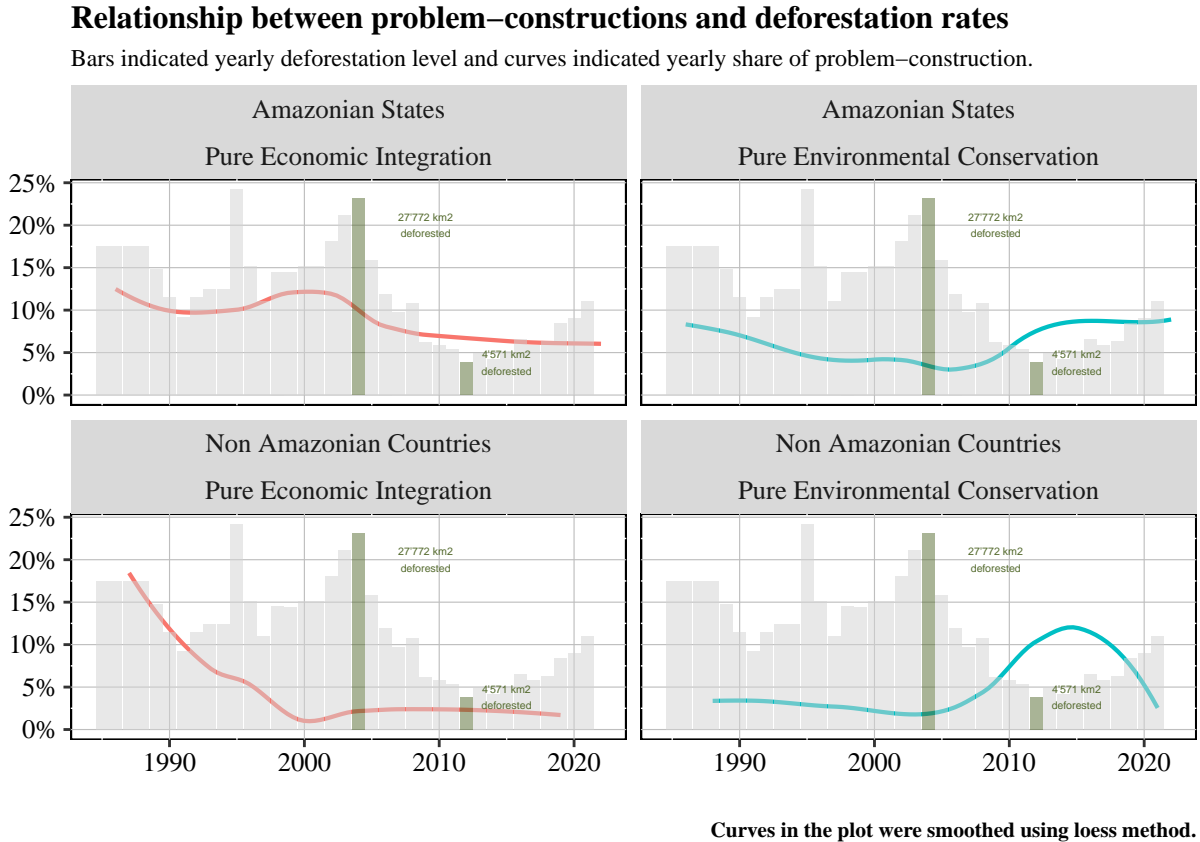 Relationship between problem−constructions and deforestation rates
Bars indicated yearly deforestation level and curves indicated yearly share of problem−construction.
Amazonian States
Pure Economic Integration
Amazonian States
Pure Environmental Conservation
25%
20%
15%
10%
5%
0%
27'772 km2
deforested
4'571 km2
deforested
27'772 km2
deforested
4'571 km2
deforested
Non Amazonian Countries
Pure Economic Integration
Non Amazonian Countries
Pure Environmental Conservation
25%
20%
15%
10%
5%
0%
27'772 km2
deforested
4'571 km2
deforested
27'772 km2
deforested
4'571 km2
deforested
1990 2000 2010 2020
1990 2000 2010 2020
Curves in the plot were smoothed using loess method.